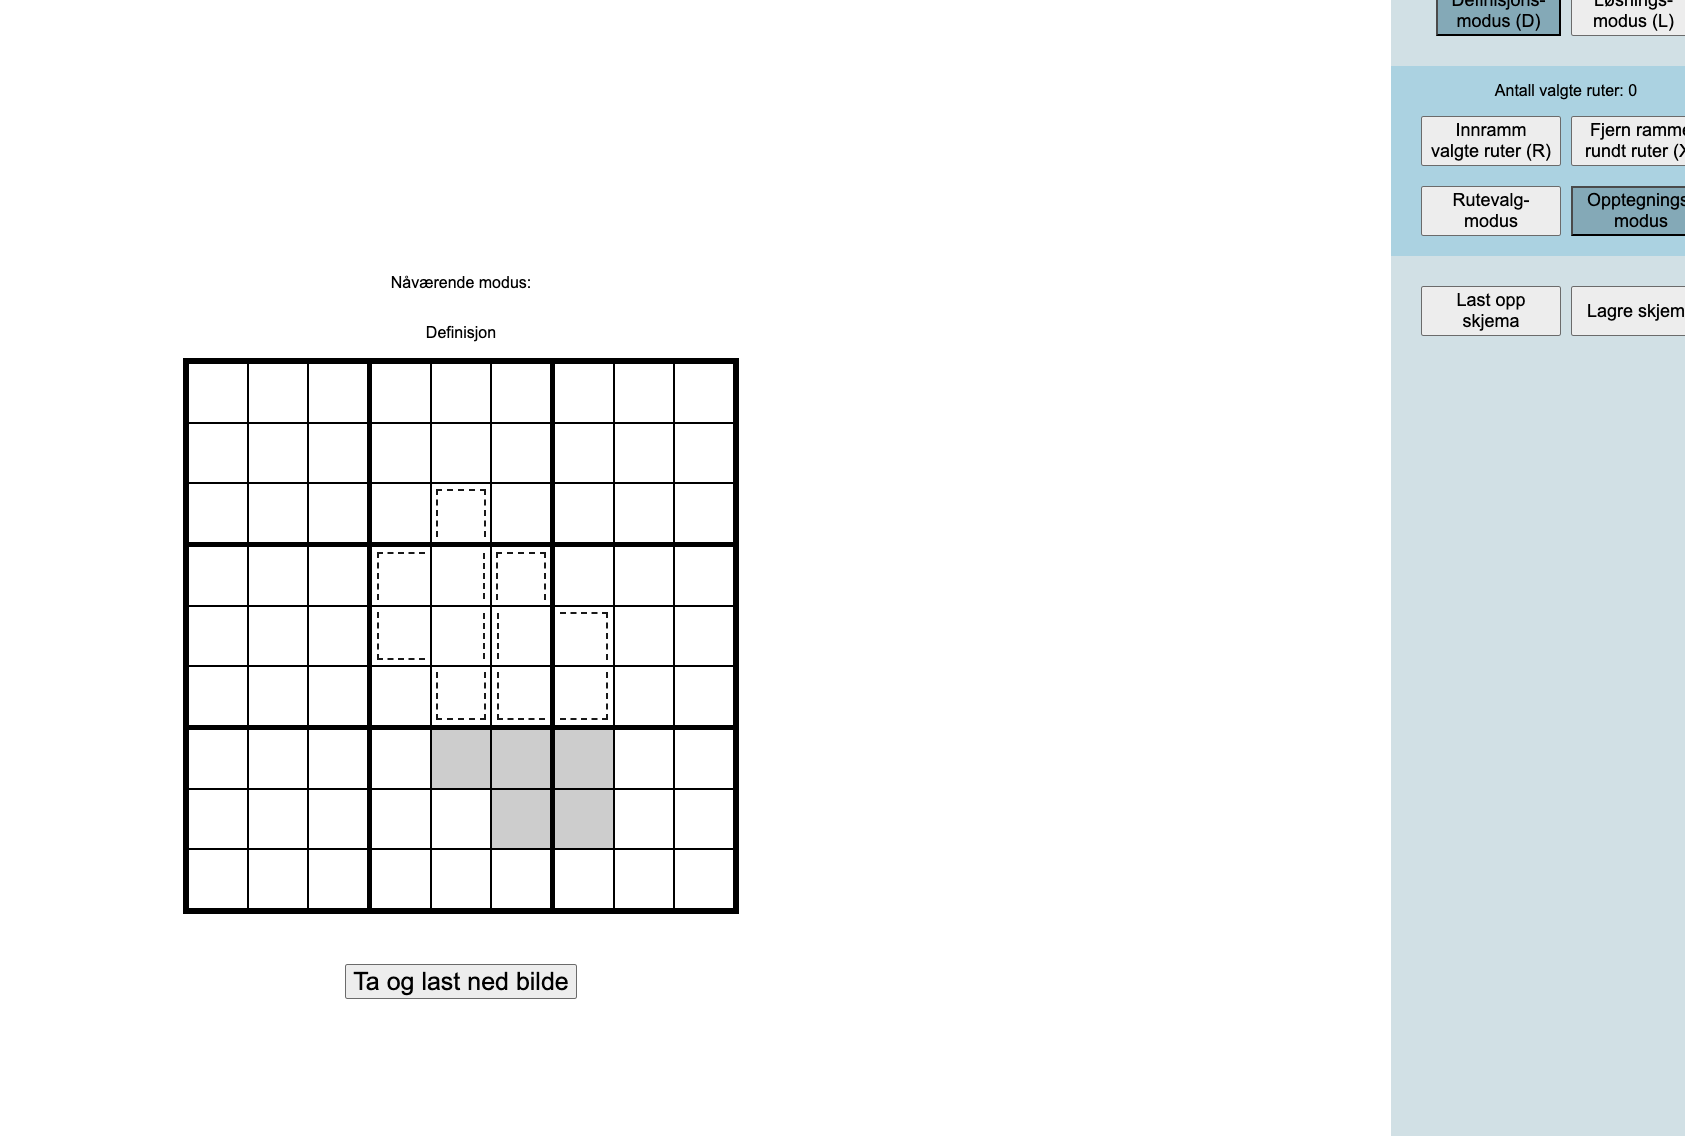 Definisjons-
modus (D)
Løsnings-
modus (L)
Antall valgte ruter: 0
Innramm
valgte ruter (R)
Fjern ramme
rundt ruter (X
Rutevalg-
modus
Opptegnings
modus
Last opp
skjema
Lagre skjem
Nåværende modus:
Definisjon
Ta og last ned bilde